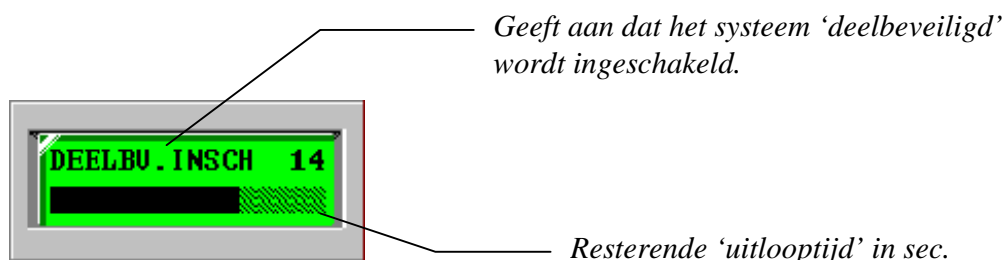 Geeft aan dat het systeem ‘deelbeveiligd’
wordt ingeschakeld.
DEELBV.INSCH 14
Resterende ‘uitlooptijd’ in sec.